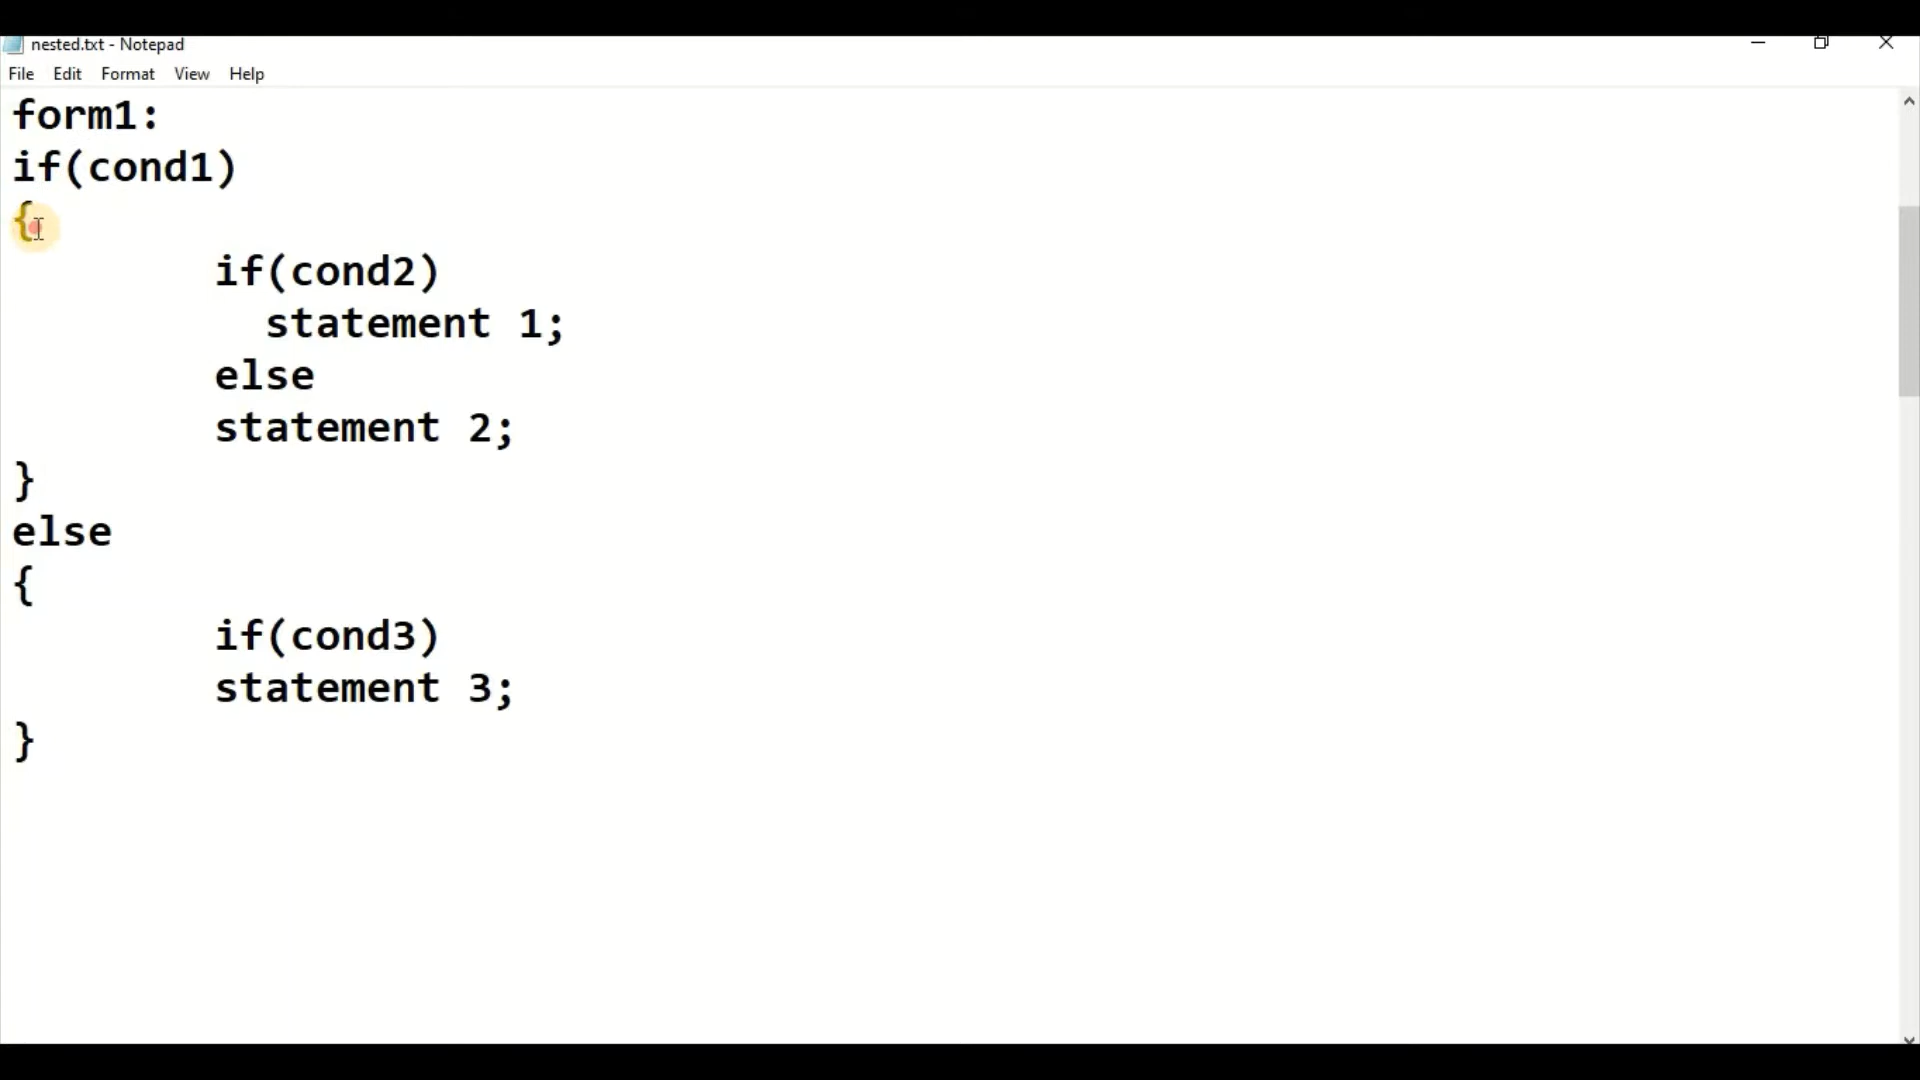 nested.txt - Notepad
File Edit Format View Help
form1:
if(cond1)
{
if(cond2)
statement 1;
else
statement 2;
}
else
{
if(cond3)
statement 3;
}